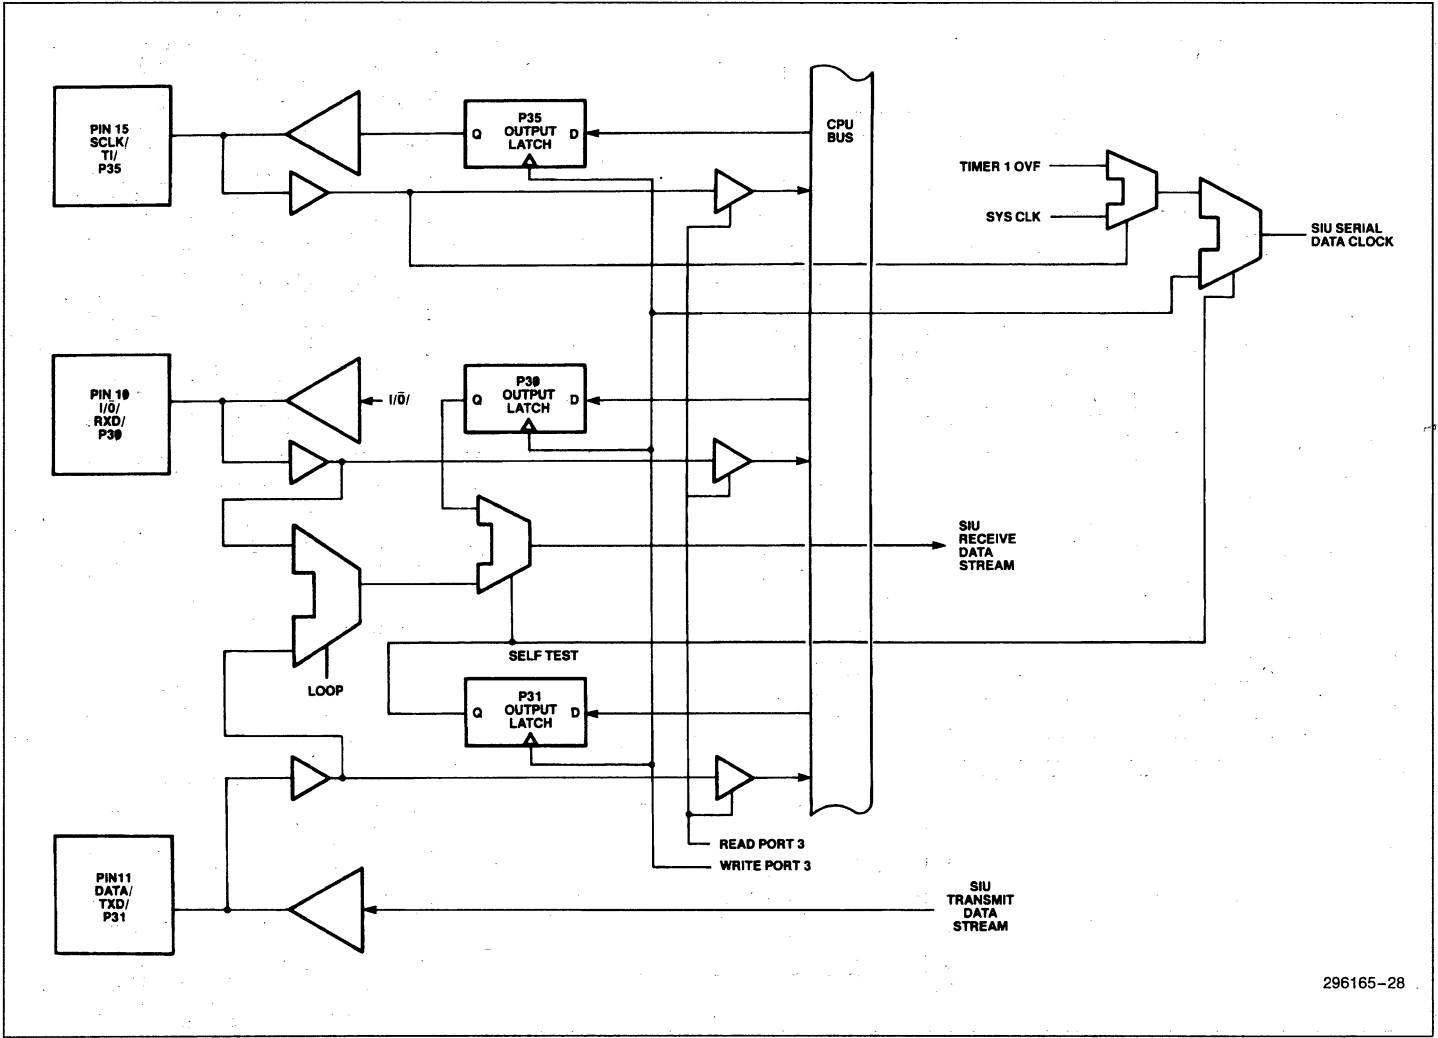 PIN 15
SCLK/
TI/
P35
Q
P35
OUTPUT
LATCH
D
CPU
BUS
TIMER 1 OVF
SYS CLK
SIU SERIAL
DATA CLOCK
PIN 10
I/Ō/
RXD/
P30
I/Ō/
Q
P30
OUTPUT
LATCH
D
SIU
RECEIVE
DATA
STREAM
SELF TEST
LOOP
Q
P31
OUTPUT
LATCH
D
READ PORT 3
WRITE PORT 3
PIN11
DATA/
TXD/
P31
SIU
TRANSMIT
DATA
STREAM
296165–28